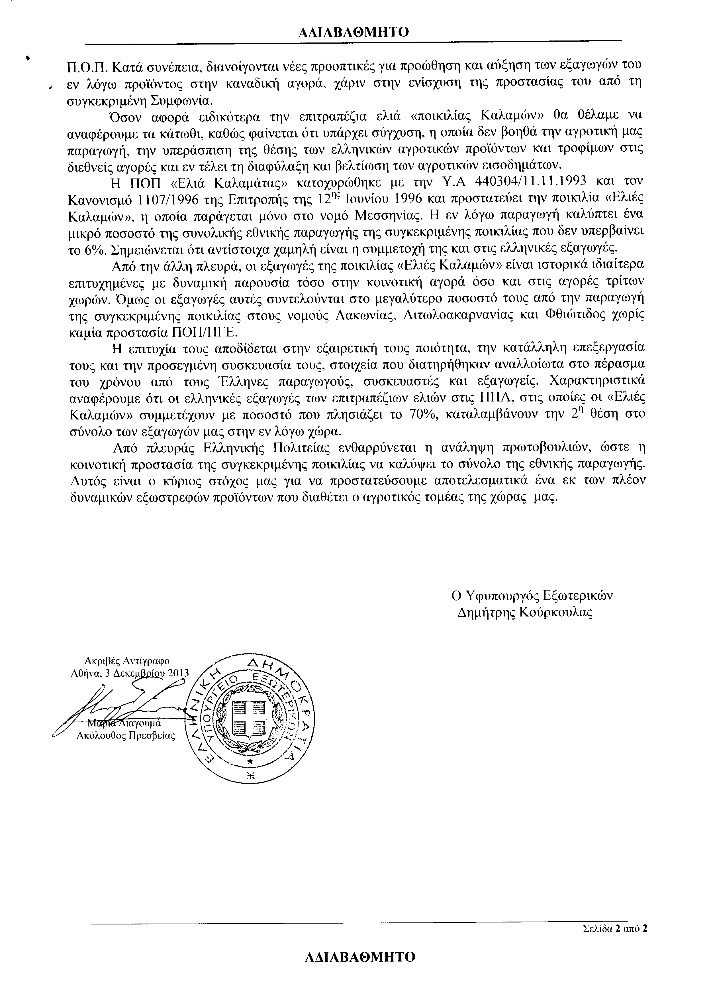 ΑΔΙΑΒΑΘΜΗΤΟ
Π.Ο.Π. Κατά συνέπεια, διανοίγονται νέες προοπτικές για προώθηση και αύξηση των εξαγωγών του
εν λόγω προϊόντος στην καναδική αγορά, χάριν στην ενίσχυση της προστασίας του από τη
συγκεκριμένη Συμφωνία.
Όσον αφορά ειδικότερα την επιτραπέζια ελιά «ποικιλίας Καλαμών» θα θέλαμε να
αναφέρουμε τα κάτωθι, καθώς φαίνεται ότι υπάρχει σύγχυση, η οποία δεν βοηθά την αγροτική μας
παραγωγή, την υπεράσπιση της θέσης των ελληνικών αγροτικών προϊόντων και τροφίμων στις
διεθνείς αγορές και εν τέλει τη διαφύλαξη και βελτίωση των αγροτικών εισοδημάτων.
Η ΠΟΠ «Ελιά Καλαμάτας» κατοχυρώθηκε με την Υ.Α 440304/11.11.1993 και τον
Κανονισμό 1107/1996 της Επιτροπής της 12ης Ιουνίου 1996 και προστατεύει την ποικιλία «Ελιές
Καλαμών», η οποία παράγεται μόνο στο νομό Μεσσηνίας. Η εν λόγω παραγωγή καλύπτει ένα
μικρό ποσοστό της συνολικής εθνικής παραγωγής της συγκεκριμένης ποικιλίας που δεν υπερβαίνει
το 6%. Σημειώνεται ότι αντίστοιχα χαμηλή είναι η συμμετοχή της και στις ελληνικές εξαγωγές.
Από την άλλη πλευρά, οι εξαγωγές της ποικιλίας «Ελιές Καλαμών» είναι ιστορικά ιδιαίτερα
επιτυχημένες με δυναμική παρουσία τόσο στην κοινοτική αγορά όσο και στις αγορές τρίτων
χωρών. Όμως οι εξαγωγές αυτές συντελούνται στο μεγαλύτερο ποσοστό τους από την παραγωγή
της συγκεκριμένης ποικιλίας στους νομούς Λακωνίας, Αιτωλοακαρνανίας και Φθιώτιδος χωρίς
καμία προστασία ΠΟΠ/ΠΓΕ.
Η επιτυχία τους αποδίδεται στην εξαιρετική τους ποιότητα, την κατάλληλη επεξεργασία
τους και την προσεγμένη συσκευασία τους, στοιχεία που διατηρήθηκαν αναλλοίωτα στο πέρασμα
του χρόνου από τους Έλληνες παραγωγούς, συσκευαστές και εξαγωγείς. Χαρακτηριστικά
αναφέρουμε ότι οι ελληνικές εξαγωγές των επιτραπέζιων ελιών στις ΗΠΑ, στις οποίες οι «Ελιές
Καλαμών» συμμετέχουν με ποσοστό που πλησιάζει το 70%, καταλαμβάνουν την 2η θέση στο
σύνολο των εξαγωγών μας στην εν λόγω χώρα.
Από πλευράς Ελληνικής Πολιτείας ενθαρρύνεται η ανάληψη πρωτοβουλιών, ώστε η
κοινοτική προστασία της συγκεκριμένης ποικιλίας να καλύψει το σύνολο της εθνικής παραγωγής.
Αυτός είναι ο κύριος στόχος μας για να προστατεύσουμε αποτελεσματικά ένα εκ των πλέον
δυναμικών εξωστρεφών προϊόντων που διαθέτει ο αγροτικός τομέας της χώρας μας.
Ο Υφυπουργός Εξωτερικών
Δημήτρης Κούρκουλας
Ακριβές Αντίγραφο
Αθήνα, 3 Δεκεμβρίου 2013
Μαρία Διαγουμά
Ακόλουθος Πρεσβείας
ΕΛΛΗΝΙΚΗ ΔΗΜΟΚΡΑΤΙΑ
ΥΠΟΥΡΓΕΙΟ ΕΞΩΤΕΡΙΚΩΝ
Σελίδα 2 από 2
ΑΔΙΑΒΑΘΜΗΤΟ